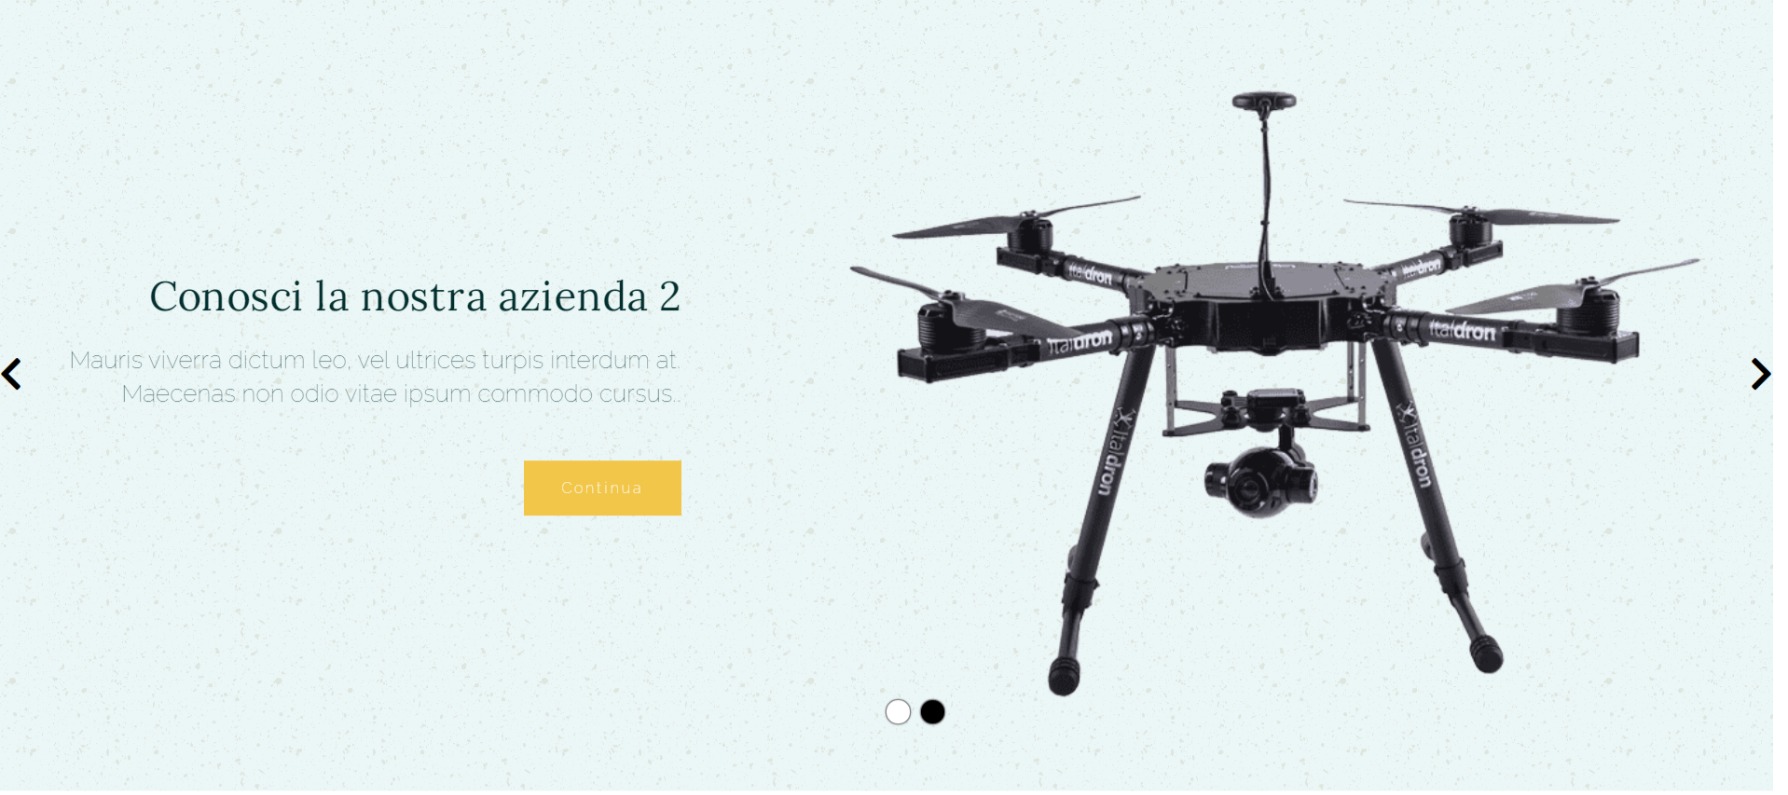 Conosci la nostra azienda 2
Mauris viverra dictum leo, vel ultrices turpis interdum at.
Maecenas non odio vitae ipsum commodo cursus..
Continua
Italdron
Italdron
Italdron
Italdron
Italdron
Italdron